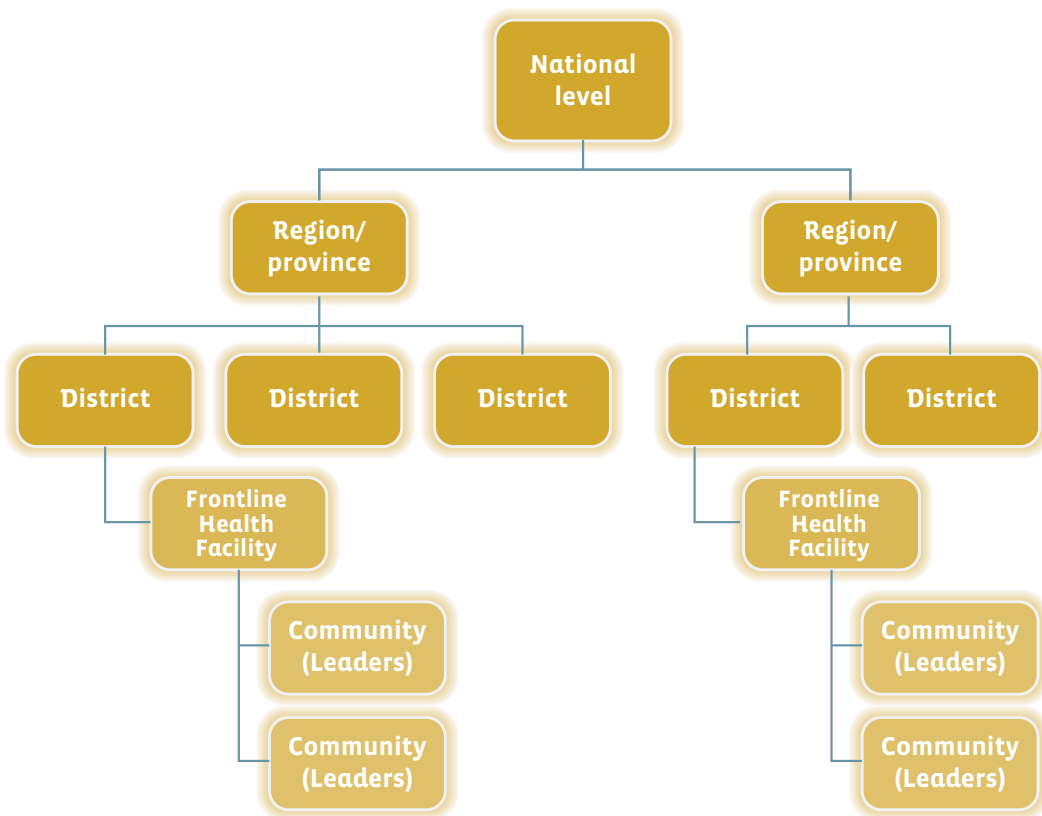 National
level
Region/
province
Region/
province
District
District
District
District
District
Frontline
Health
Facility
Frontline
Health
Facility
Community
(Leaders)
Community
(Leaders)
Community
(Leaders)
Community
(Leaders)